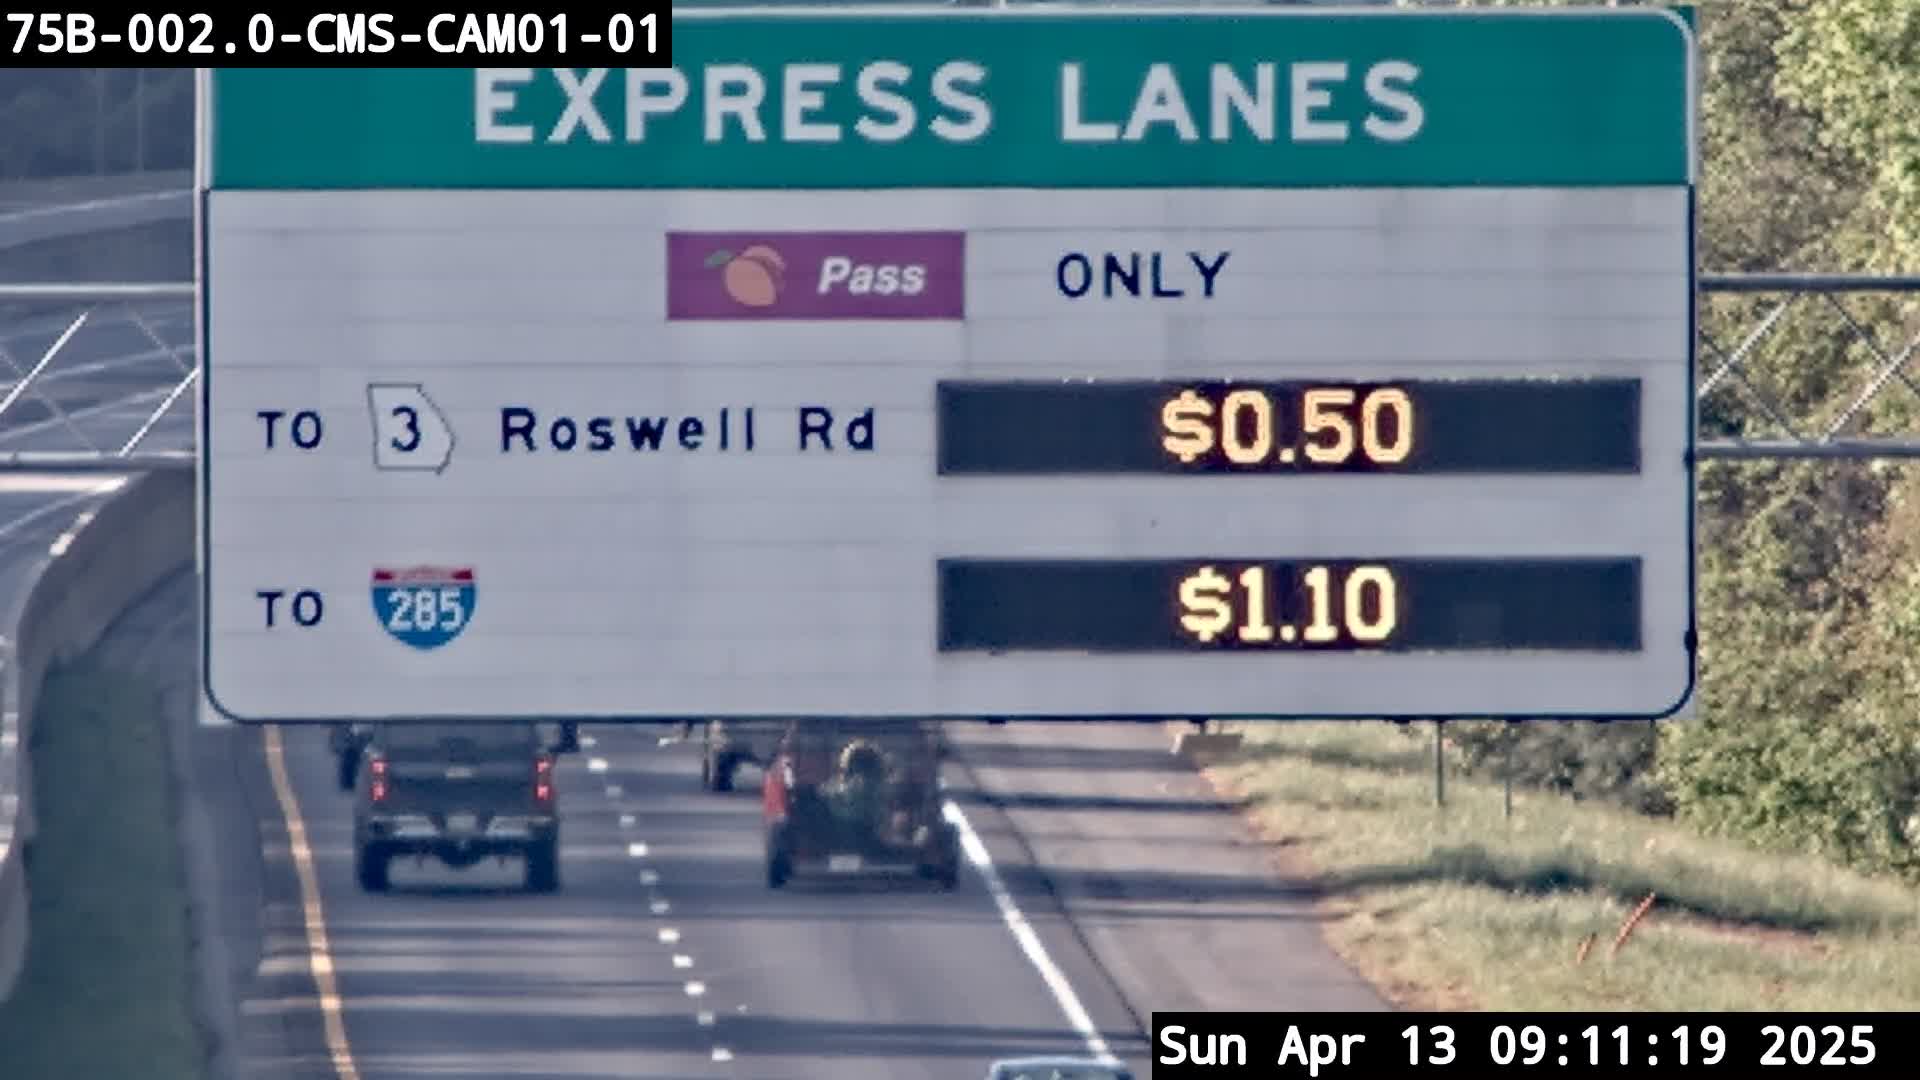 75B-002.0-CMS-CAM01-01
EXPRESS LANES
Pass ONLY
TO 3 Roswell Rd $0.50
TO 285 $1.10
Sun Apr 13 09:11:19 2025